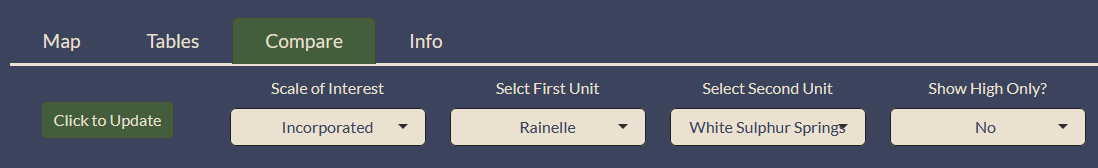 Map Tables Compare Info
Scale of Interest Selct First Unit Select Second Unit Show High Only?
Click to Update Incorporated Rainelle White Sulphur Springs No